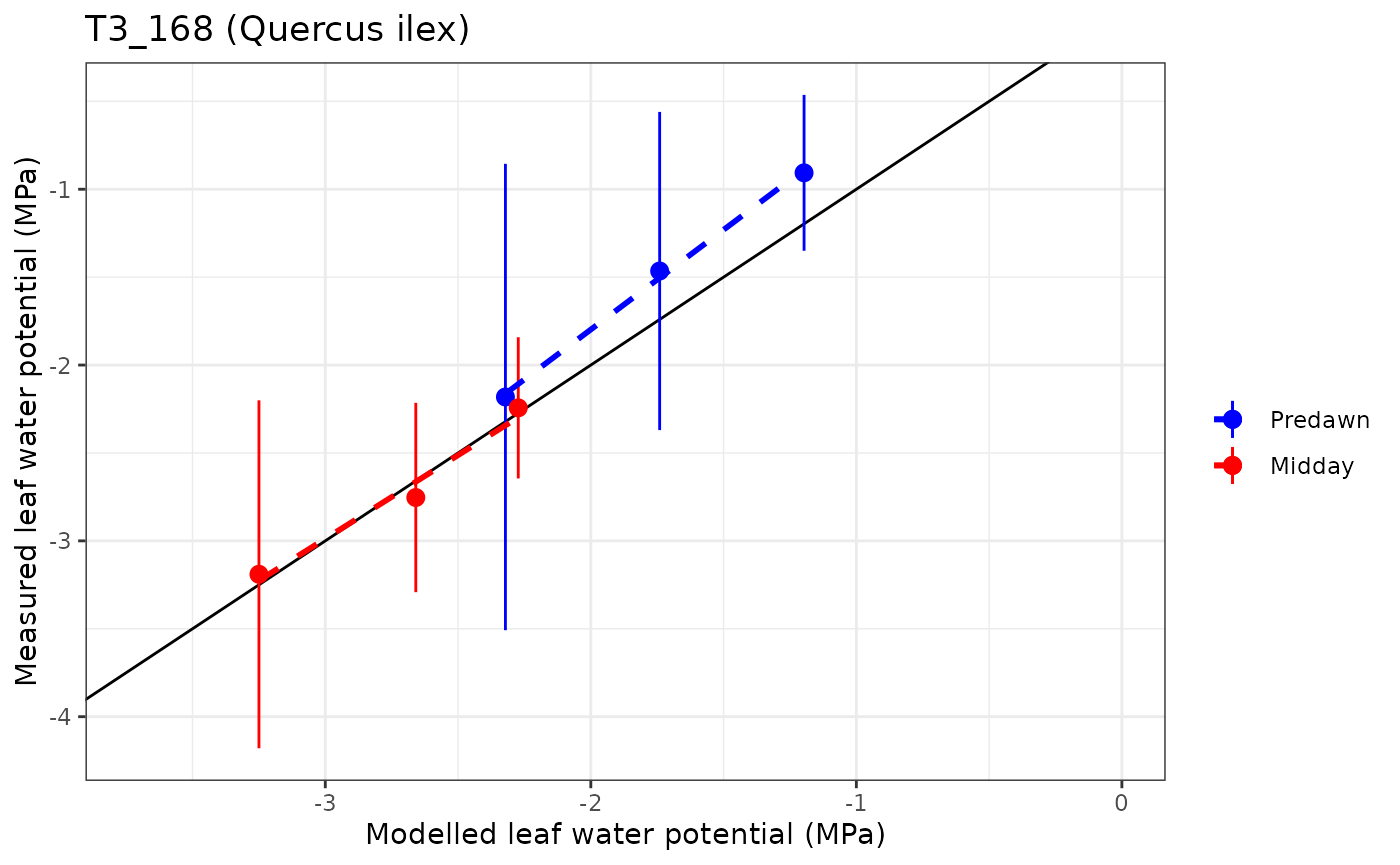 T3_168 (Quercus ilex)
Measured leaf water potential (MPa)
-1
-2
-3
-4
-3
-2
-1
0
Modelled leaf water potential (MPa)
Predawn
Midday